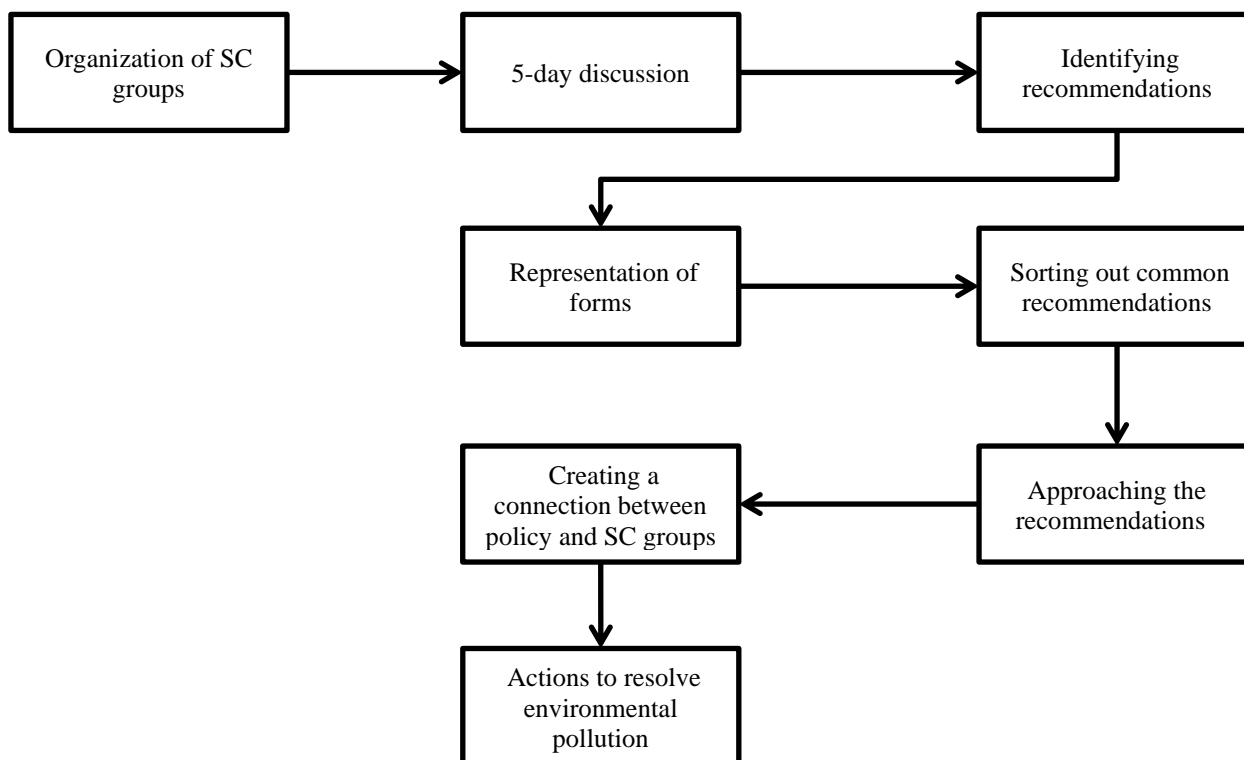 Organization of SC
groups
5-day discussion
Identifying
recommendations
Representation of
forms
Sorting out common
recommendations
Creating a
connection between
policy and SC groups
Approaching the
recommendations
Actions to resolve
environmental
pollution